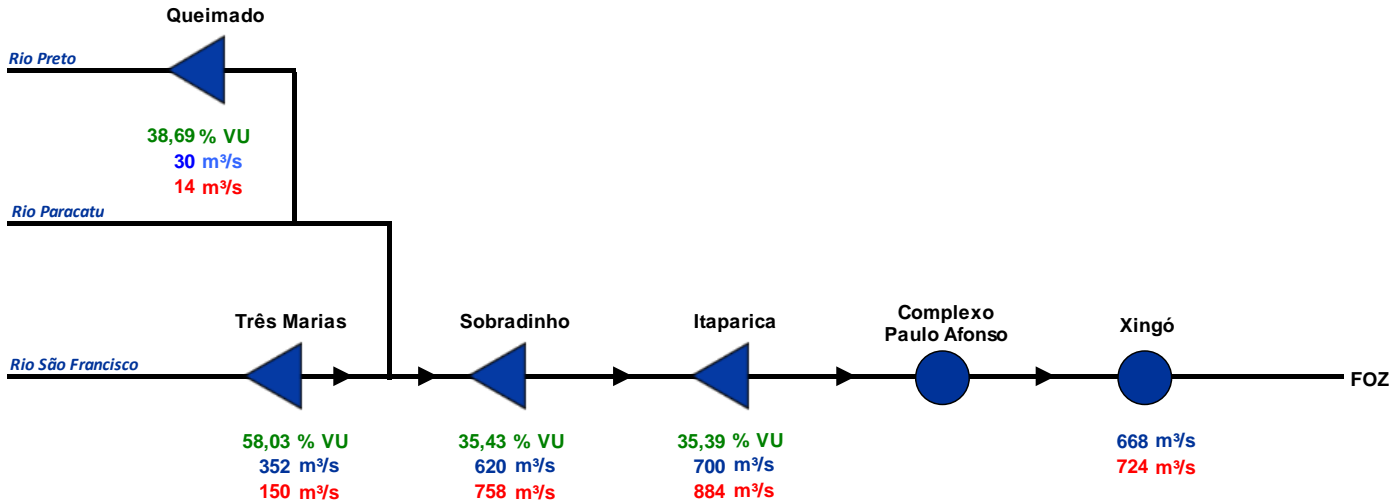 Queimado
Rio Preto
38,69 % VU
30 m³/s
14 m³/s
Rio Paracatu
Três Marias
Sobradinho
Itaparica
Complexo
Paulo Afonso
Xingó
Rio São Francisco
FOZ
58,03 % VU
352 m³/s
150 m³/s
35,43 % VU
620 m³/s
758 m³/s
35,39 % VU
700 m³/s
884 m³/s
668 m³/s
724 m³/s